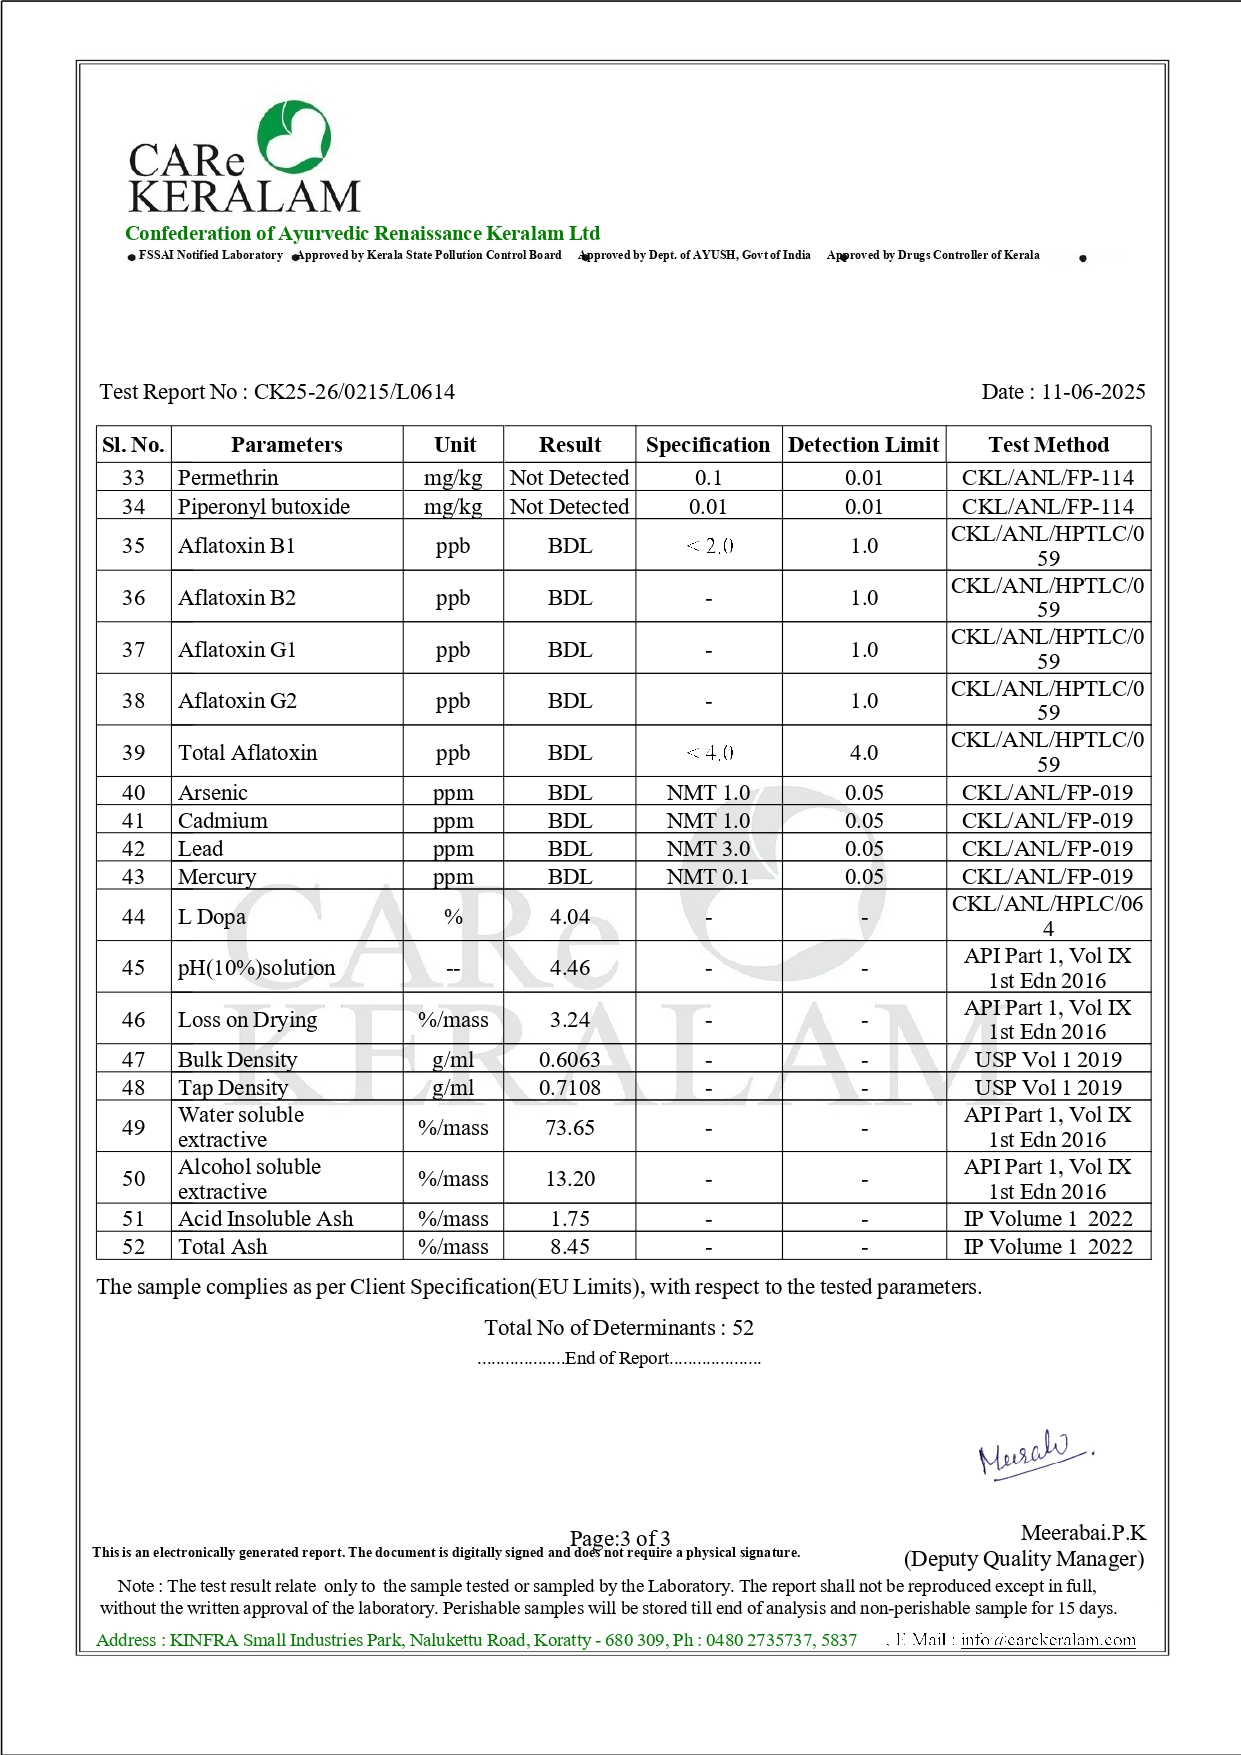 CARe
KERALAM
Confederation of Ayurvedic Renaissance Keralam Ltd
● FSSAI Notified Laboratory ● Approved by Kerala State Pollution Control Board ● Approved by Dept. of AYUSH, Govt of India ● Approved by Drugs Controller of Kerala ●
Test Report No : CK25-26/0215/L0614 Date : 11-06-2025
Sl. No. Parameters Unit Result Specification Detection Limit Test Method
33 Permethrin mg/kg Not Detected 0.1 0.01 CKL/ANL/FP-114
34 Piperonyl butoxide mg/kg Not Detected 0.01 0.01 CKL/ANL/FP-114
35 Aflatoxin B1 ppb BDL < 2.0 1.0 CKL/ANL/HPTLC/0
59
36 Aflatoxin B2 ppb BDL - 1.0 CKL/ANL/HPTLC/0
59
37 Aflatoxin G1 ppb BDL - 1.0 CKL/ANL/HPTLC/0
59
38 Aflatoxin G2 ppb BDL - 1.0 CKL/ANL/HPTLC/0
59
39 Total Aflatoxin ppb BDL < 4.0 4.0 CKL/ANL/HPTLC/0
59
40 Arsenic ppm BDL NMT 1.0 0.05 CKL/ANL/FP-019
41 Cadmium ppm BDL NMT 1.0 0.05 CKL/ANL/FP-019
42 Lead ppm BDL NMT 3.0 0.05 CKL/ANL/FP-019
43 Mercury ppm BDL NMT 0.1 0.05 CKL/ANL/FP-019
44 L Dopa % 4.04 - - CKL/ANL/HPLC/06
4
45 pH(10%)solution -- 4.46 - - API Part 1, Vol IX
1st Edn 2016
46 Loss on Drying %/mass 3.24 - - API Part 1, Vol IX
1st Edn 2016
47 Bulk Density g/ml 0.6063 - - USP Vol 1 2019
48 Tap Density g/ml 0.7108 - - USP Vol 1 2019
49 Water soluble
extractive %/mass 73.65 - - API Part 1, Vol IX
1st Edn 2016
50 Alcohol soluble
extractive %/mass 13.20 - - API Part 1, Vol IX
1st Edn 2016
51 Acid Insoluble Ash %/mass 1.75 - - IP Volume 1 2022
52 Total Ash %/mass 8.45 - - IP Volume 1 2022
CARe
KERALAM
The sample complies as per Client Specification(EU Limits), with respect to the tested parameters.
Total No of Determinants : 52
...................End of Report....................
Meerabai.P.K
Page:3 of 3
This is an electronically generated report. The document is digitally signed and does not require a physical signature.
(Deputy Quality Manager)
Note : The test result relate only to the sample tested or sampled by the Laboratory. The report shall not be reproduced except in full,
without the written approval of the laboratory. Perishable samples will be stored till end of analysis and non-perishable sample for 15 days.
Address : KINFRA Small Industries Park, Nalukettu Road, Koratty - 680 309, Ph : 0480 2735737, 5837 , E Mail : info@carekeralam.com